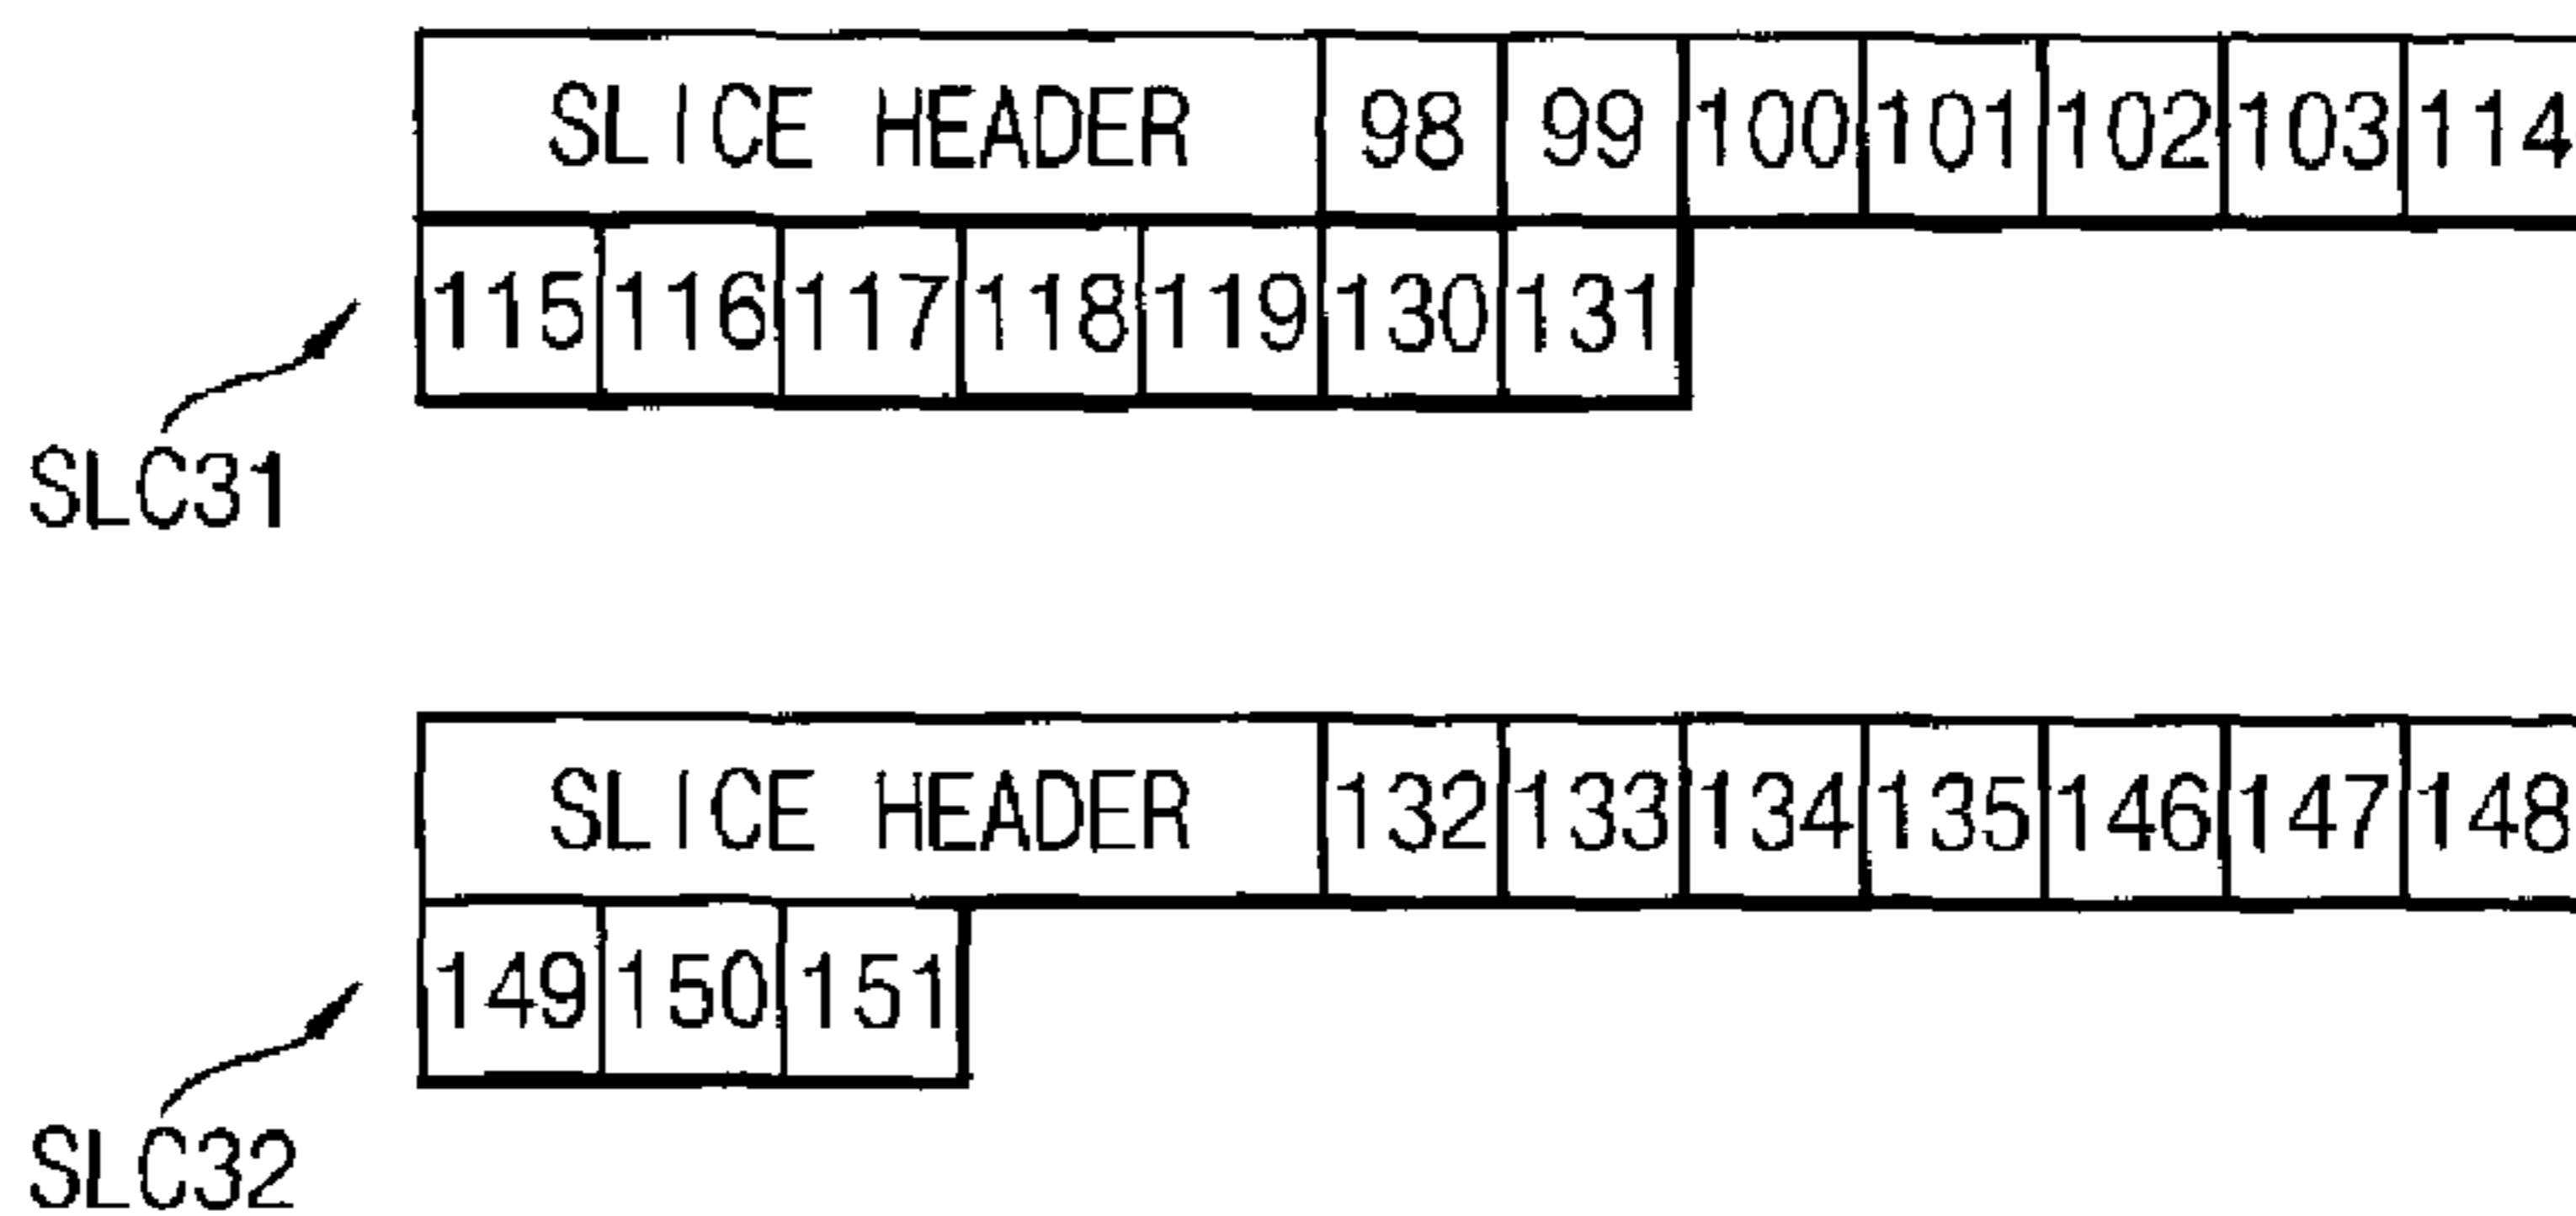 SLICE HEADER 98 99 100 101 102 103 114
115 116 117 118 119 130 131
SLC31
SLICE HEADER 132 133 134 135 146 147 148
149 150 151
SLC32